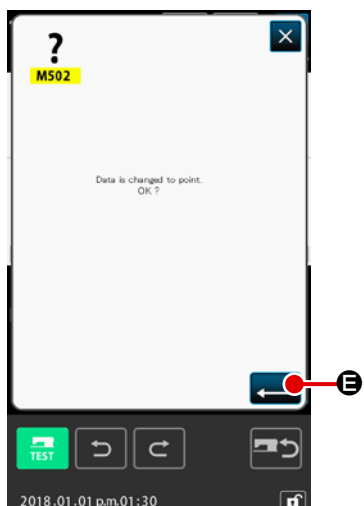 ?
M502
Data is changed to point.
OK ?
E
TEST
2018.01.01 p.m.01:30